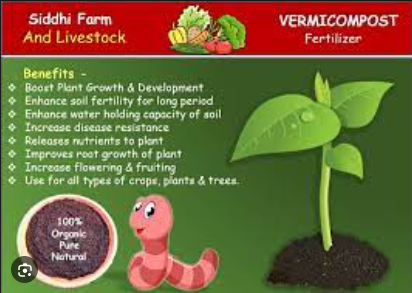 Siddhi Farm
And Livestock
VERMICOMPOST
Fertilizer
Benefits -
Boost Plant Growth & Development
Enhance soil fertility for long period
Enhance water holding capacity of soil
Increase disease resistance
Releases nutrients to plant
Improves root growth of plant
Increase flowering & fruiting
Use for all types of crops, plants & trees.
100%
Organic
Pure
Natural